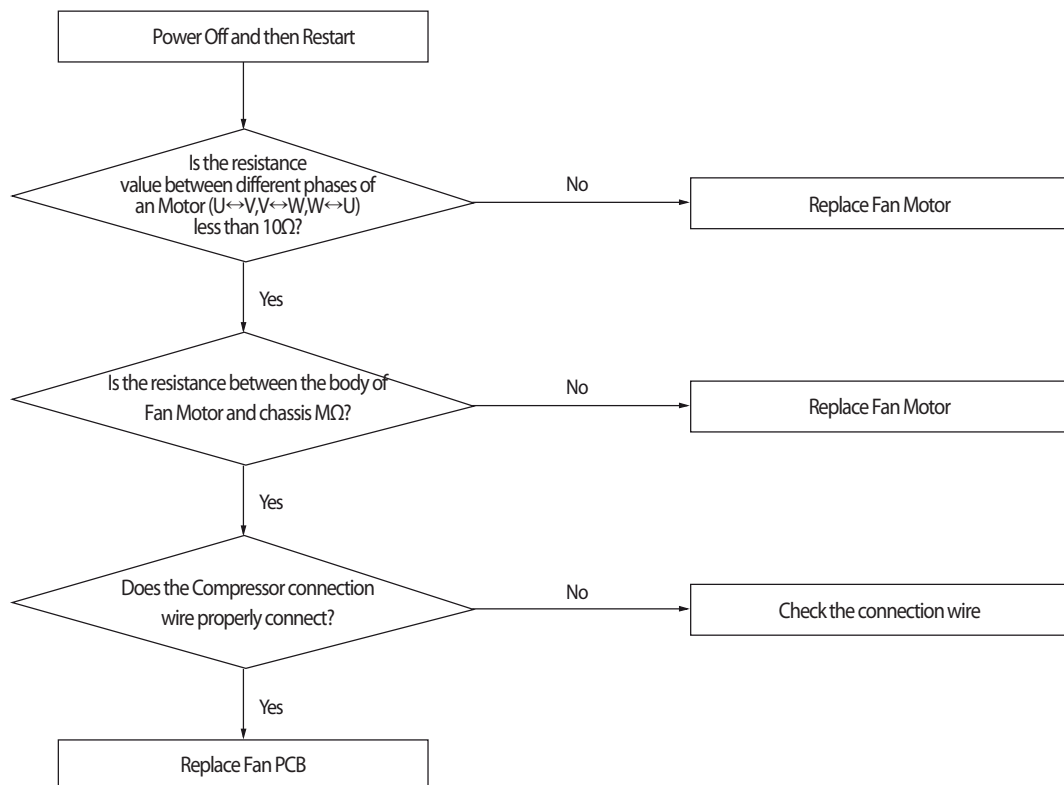 Power Off and then Restart
Is the resistance
value between different phases of
an Motor (U↔V,V↔W,W↔U)
less than 10Ω?
No
Replace Fan Motor
Yes
Is the resistance between the body of
Fan Motor and chassis MΩ?
No
Replace Fan Motor
Yes
Does the Compressor connection
wire properly connect?
No
Check the connection wire
Yes
Replace Fan PCB